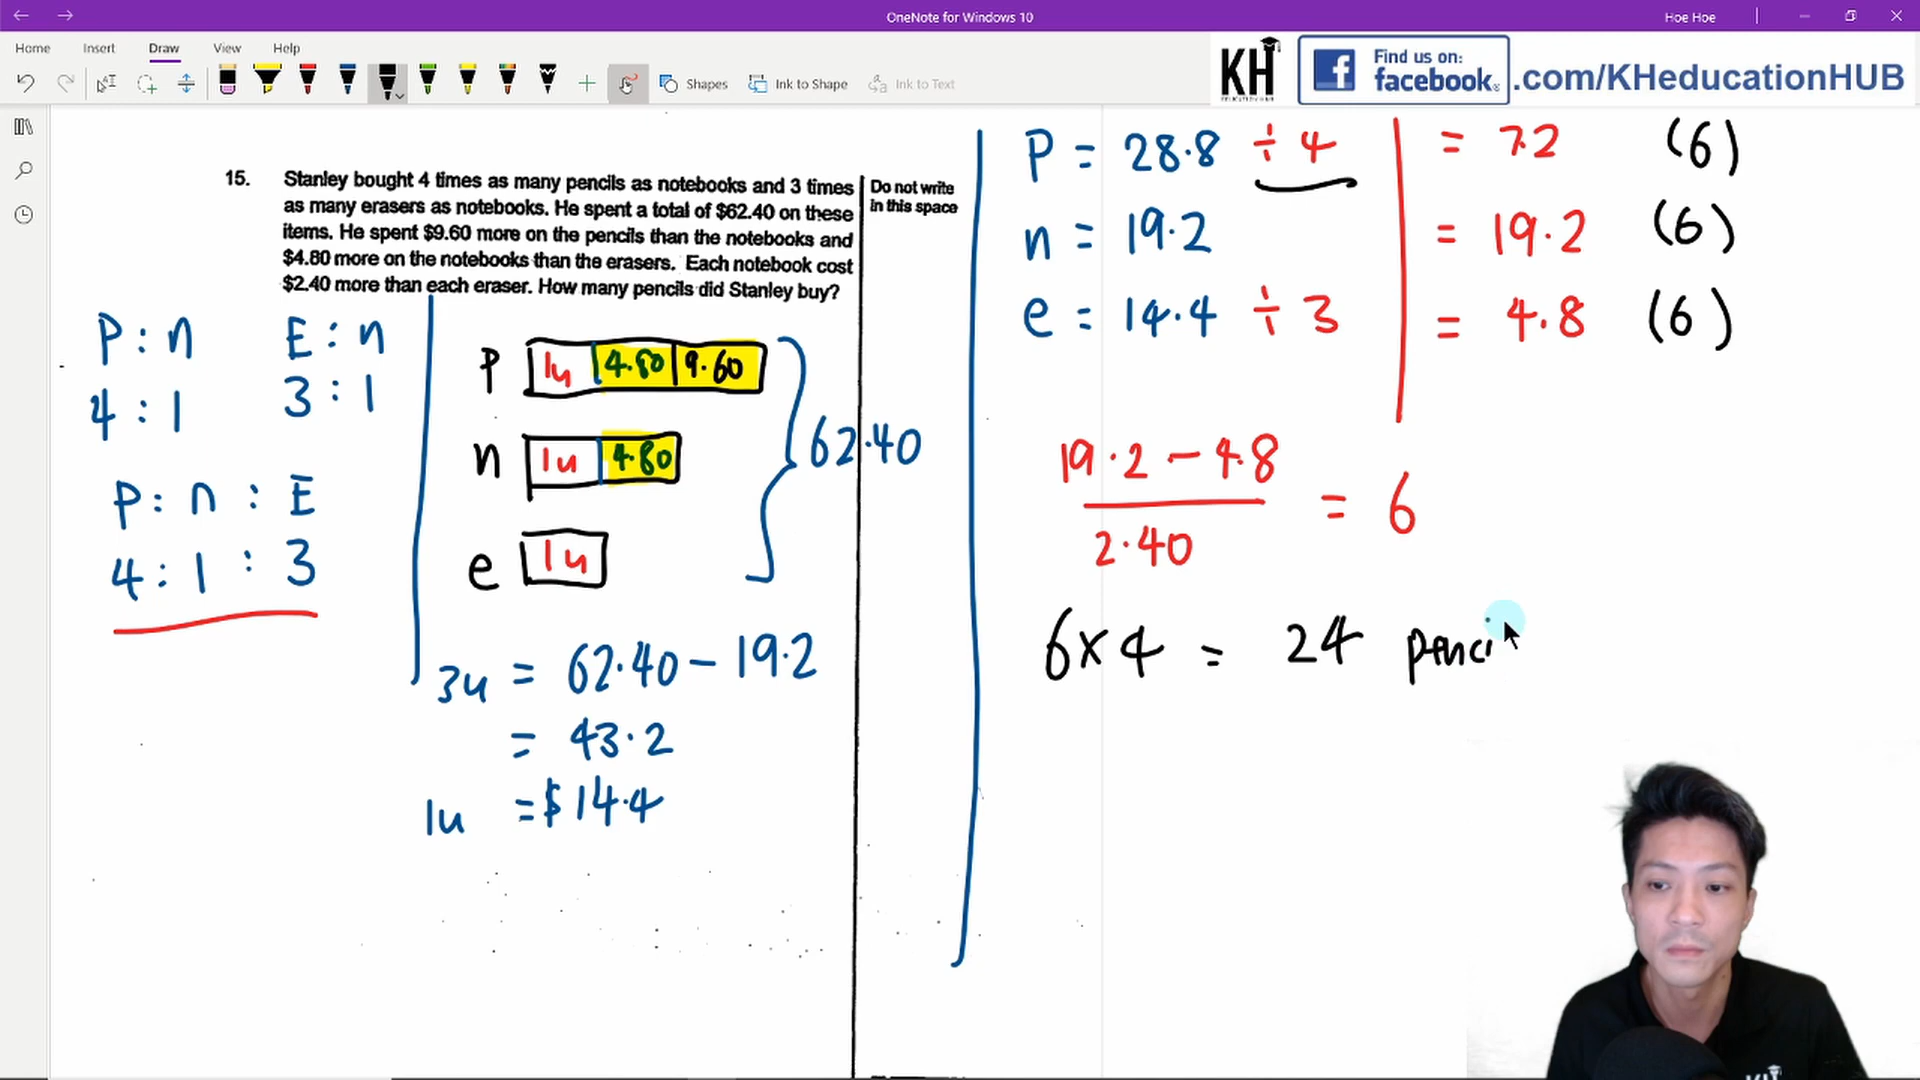 OneNote for Windows 10
Hoe Hoe
Home Insert Draw View Help
Shapes Ink to Shape Ink to Text
KH
Find us on:
facebook. .com/KHeducationHUB
15. Stanley bought 4 times as many pencils as notebooks and 3 times
as many erasers as notebooks. He spent a total of $62.40 on these
items. He spent $9.60 more on the pencils than the notebooks and
$4.80 more on the notebooks than the erasers. Each notebook cost
$2.40 more than each eraser. How many pencils did Stanley buy?
Do not write
in this space
P : n
4 : 1
E : n
3 : 1
P : n : E
4 : 1 : 3
P 1u 4.80 9.60
n 1u 4.80
e 1u
62.40
3u = 62.40 - 19.2
= 43.2
1u = $14.4
P = 28.8 ÷ 4 = 7.2 (6)
n = 19.2 = 19.2 (6)
e = 14.4 ÷ 3 = 4.8 (6)
19.2 - 4.8
2.40
= 6
6 x 4 = 24 penci
KH